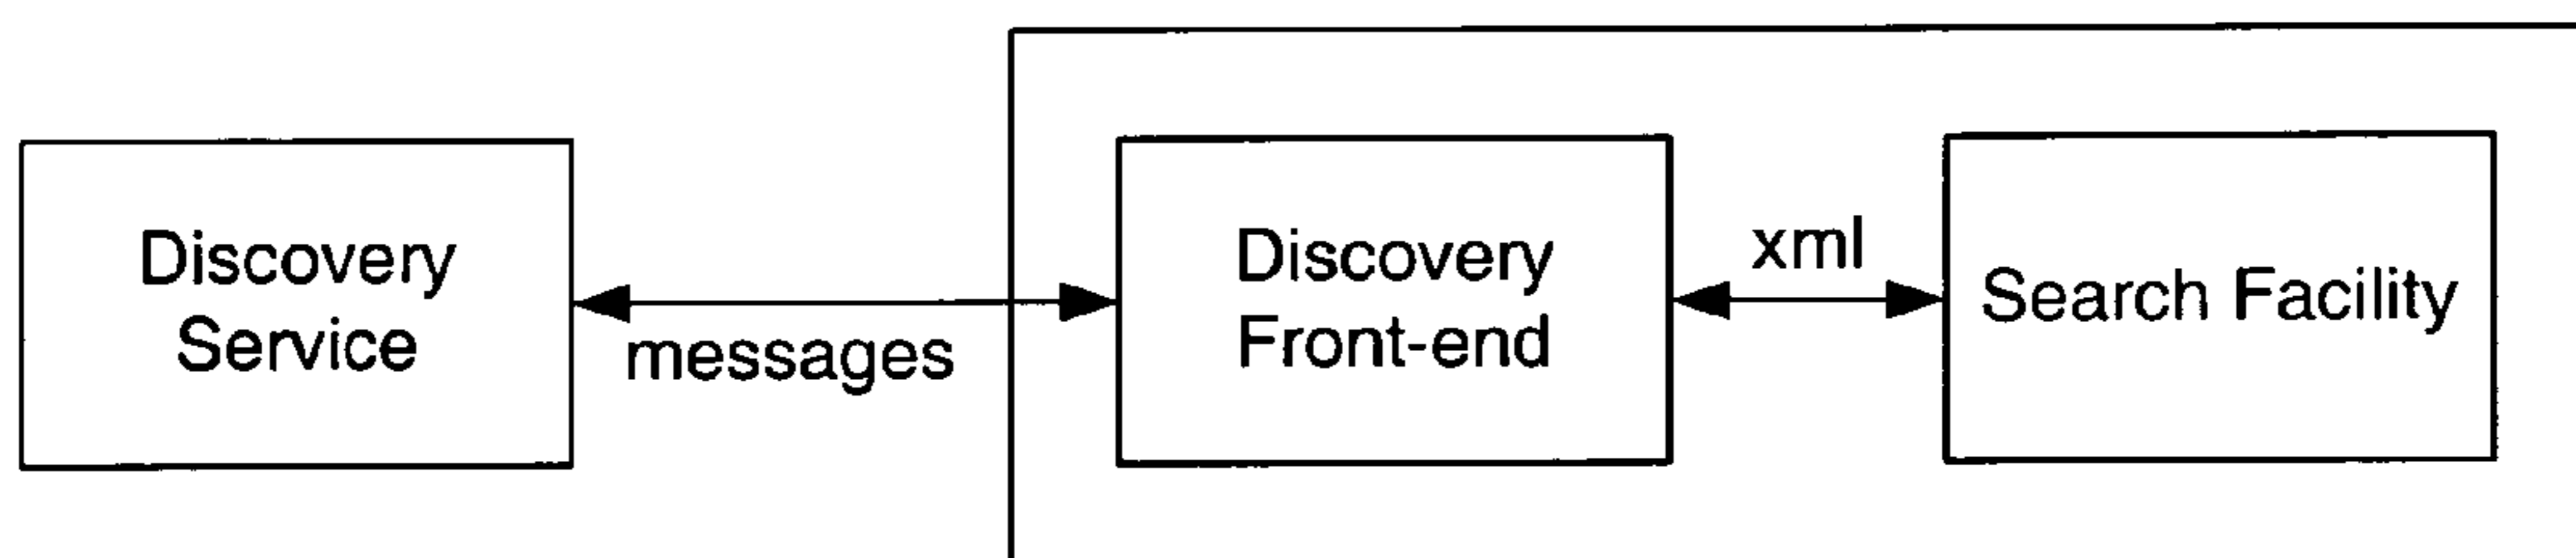 Discovery
Service
messages
Discovery
Front-end
xml
Search Facility